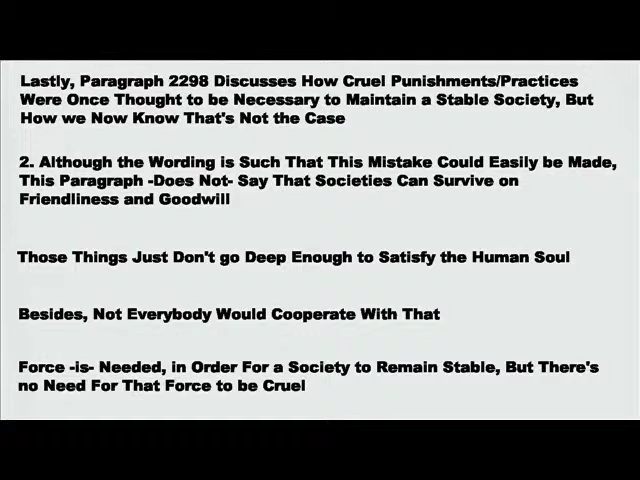 Lastly, Paragraph 2298 Discusses How Cruel Punishments/Practices
Were Once Thought to be Necessary to Maintain a Stable Society, But
How we Now Know That's Not the Case
2. Although the Wording is Such That This Mistake Could Easily be Made,
This Paragraph -Does Not- Say That Societies Can Survive on
Friendliness and Goodwill
Those Things Just Don't go Deep Enough to Satisfy the Human Soul
Besides, Not Everybody Would Cooperate With That
Force -is- Needed, in Order For a Society to Remain Stable, But There's
no Need For That Force to be Cruel